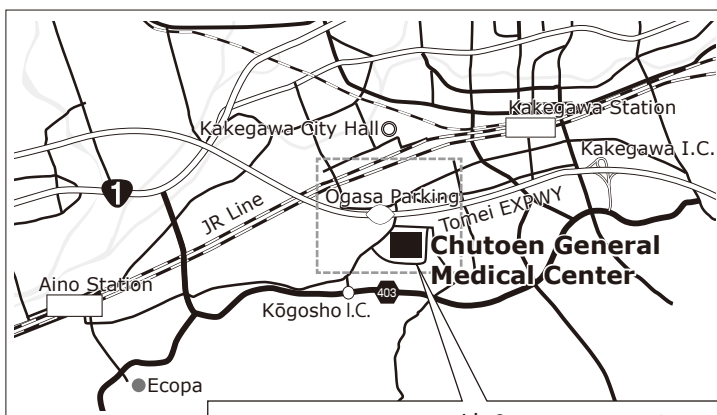 Kakegawa Station
Kakegawa City Hall
Kakegawa I.C.
1
Ogasa Parking
JR Line
Tomei EXPWY
Chutoen General
Medical Center
Aino Station
403
Kōgosho I.C.
Ecopa